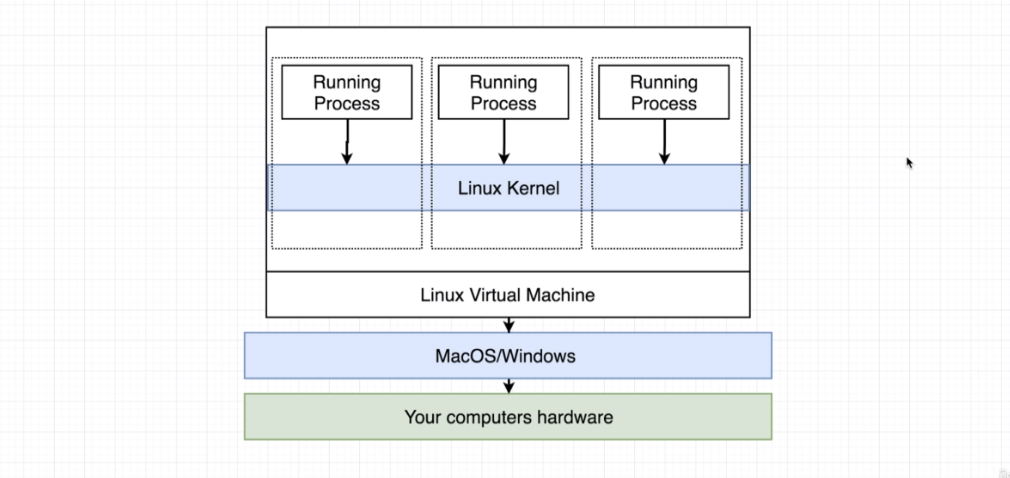 Running
Process
Running
Process
Running
Process
Linux Kernel
Linux Virtual Machine
MacOS/Windows
Your computers hardware